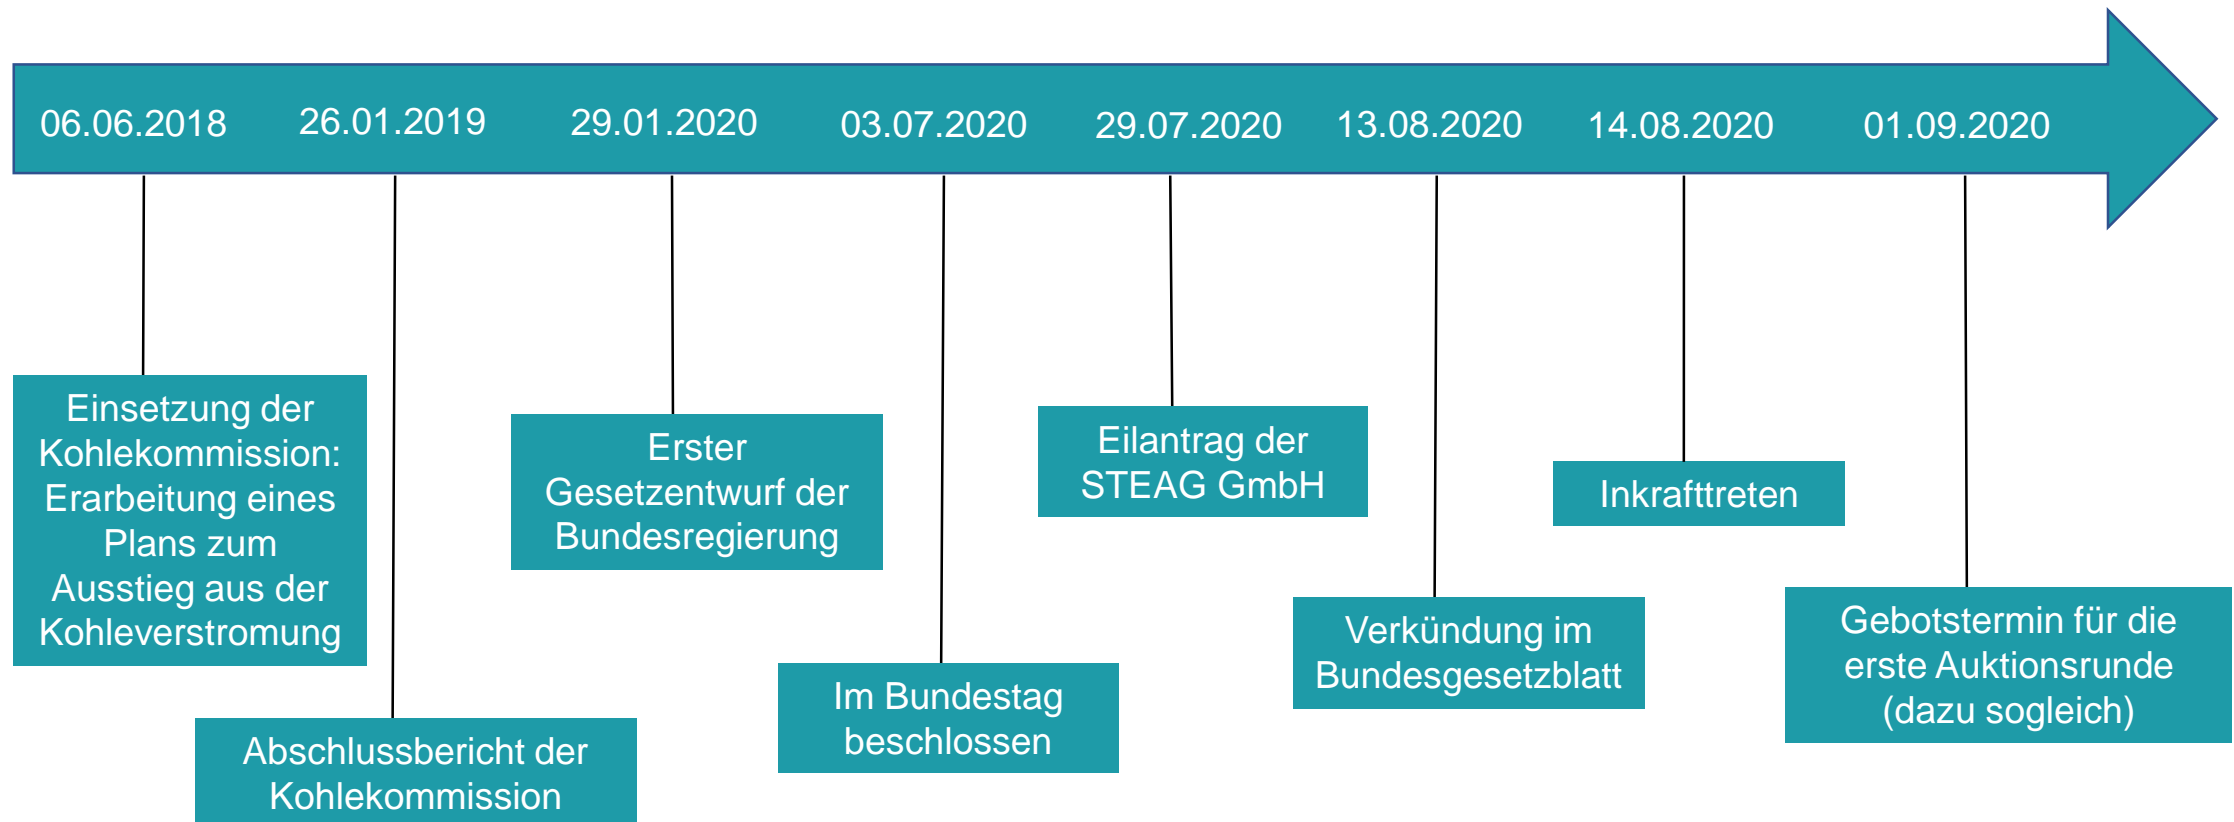 06.06.2018
26.01.2019
29.01.2020
03.07.2020
29.07.2020
13.08.2020
14.08.2020
01.09.2020
Einsetzung der
Kohlekommission:
Erarbeitung eines
Plans zum
Ausstieg aus der
Kohleverstromung
Abschlussbericht der
Kohlekommission
Erster
Gesetzentwurf der
Bundesregierung
Im Bundestag
beschlossen
Eilantrag der
STEAG GmbH
Verkündung im
Bundesgesetzblatt
Inkrafttreten
Gebotstermin für die
erste Auktionsrunde
(dazu sogleich)